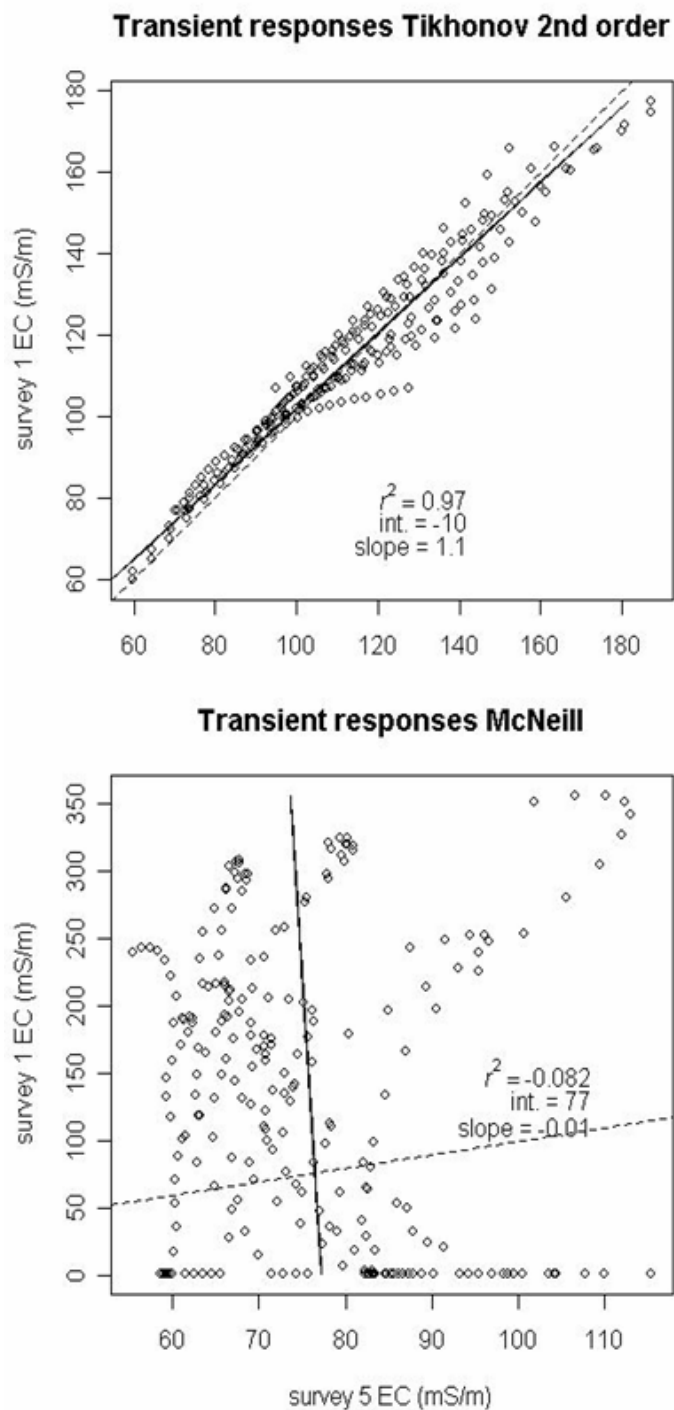 Transient responses Tikhonov 2nd order
180
160
140
120
100
80
60
survey 1 EC (mS/m)
r² = 0.97
int. = -10
slope = 1.1
60 80 100 120 140 160 180
Transient responses McNeill
350
300
250
200
150
100
50
0
survey 1 EC (mS/m)
r² = -0.082
int. = 77
slope = -0.01
60 70 80 90 100 110
survey 5 EC (mS/m)